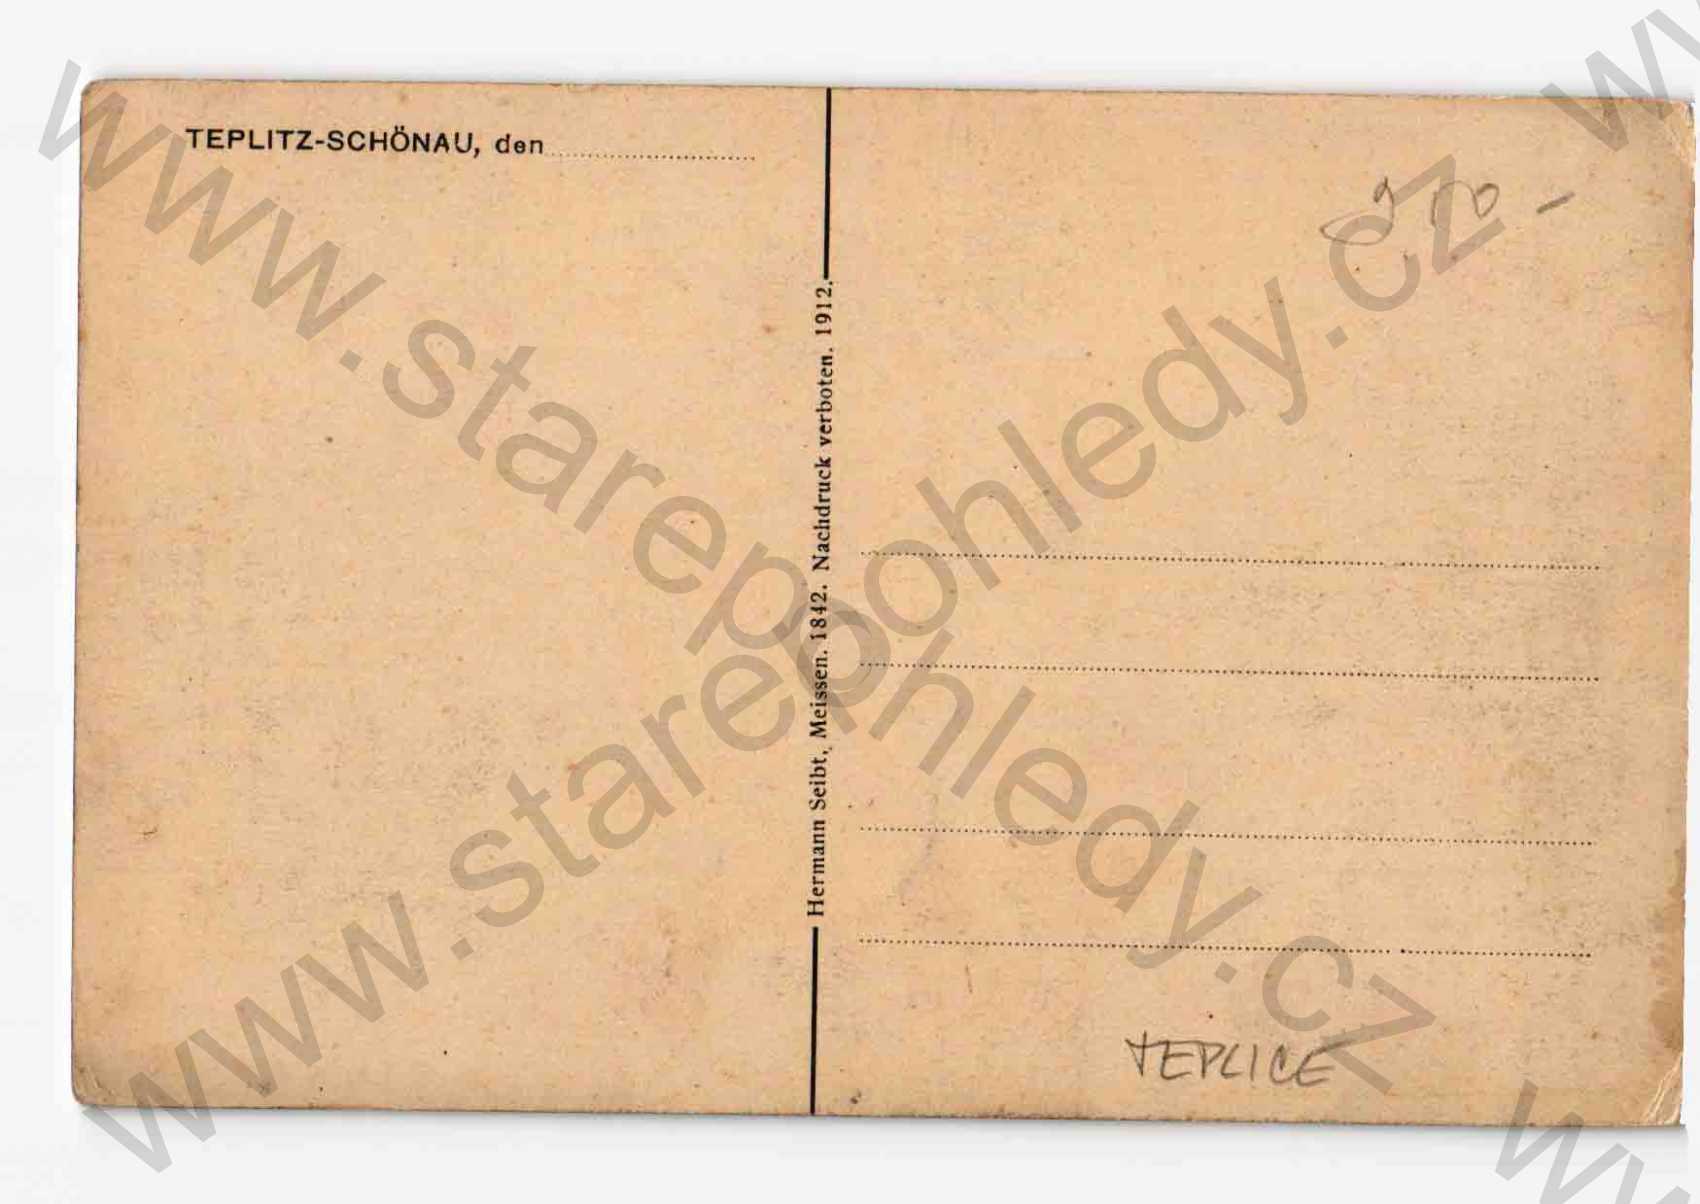 TEPLITZ-SCHÖNAU, den
Hermann Seibt, Meissen. 1842. Nachdruck verboten. 1912.
TEPLICE
www.starepohledy.cz
www.starepohledy.cz